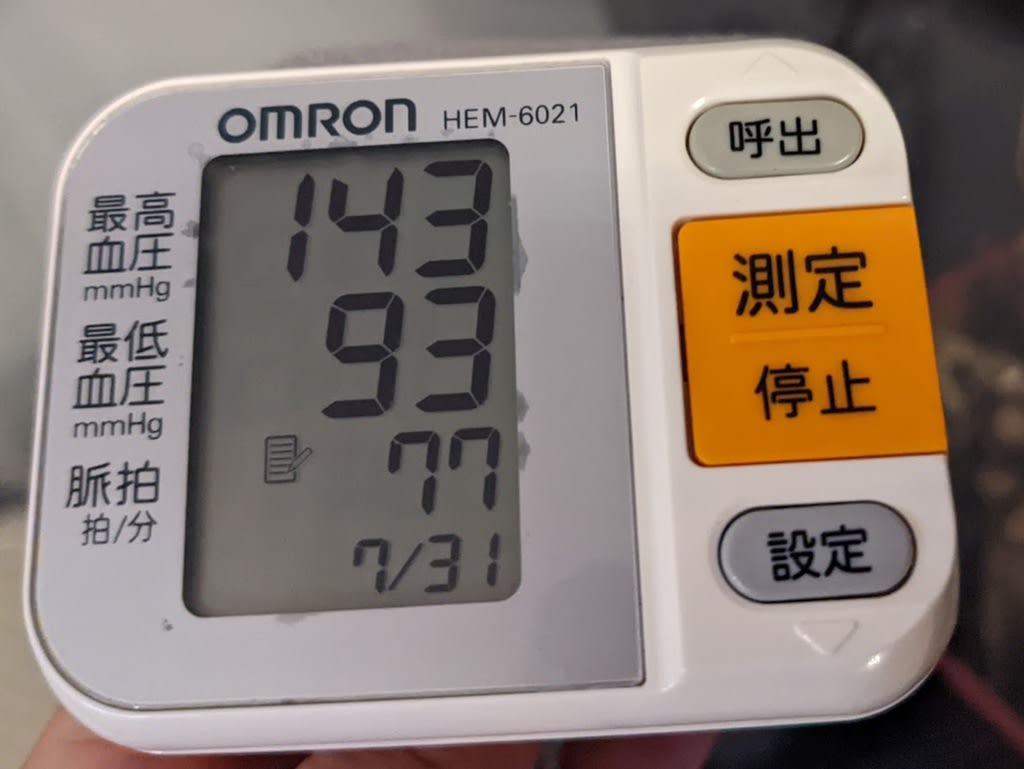 OMRON HEM-6021
最高
血圧
mmHg
143
最低
血圧
mmHg
93
脈拍
拍/分
77
7/31
呼出
測定
停止
設定